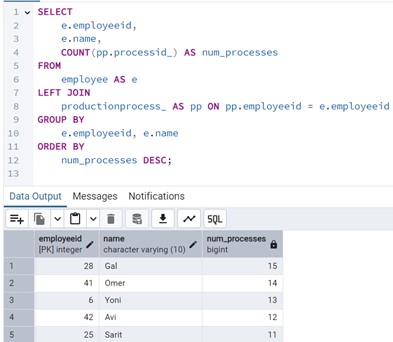 1 SELECT
2 e.employeeid,
3 e.name,
4 COUNT(pp.processid_) AS num_processes
5 FROM
6 employee AS e
7 LEFT JOIN
8 productionprocess_ AS pp ON pp.employeeid = e.employeeid
9 GROUP BY
10 e.employeeid, e.name
11 ORDER BY
12 num_processes DESC;
13
Data Output Messages Notifications
SQL
employeeid name num_processes
[PK] integer character varying (10) bigint
1 28 Gal 15
2 41 Omer 14
3 6 Yoni 13
4 42 Avi 12
5 25 Sarit 11